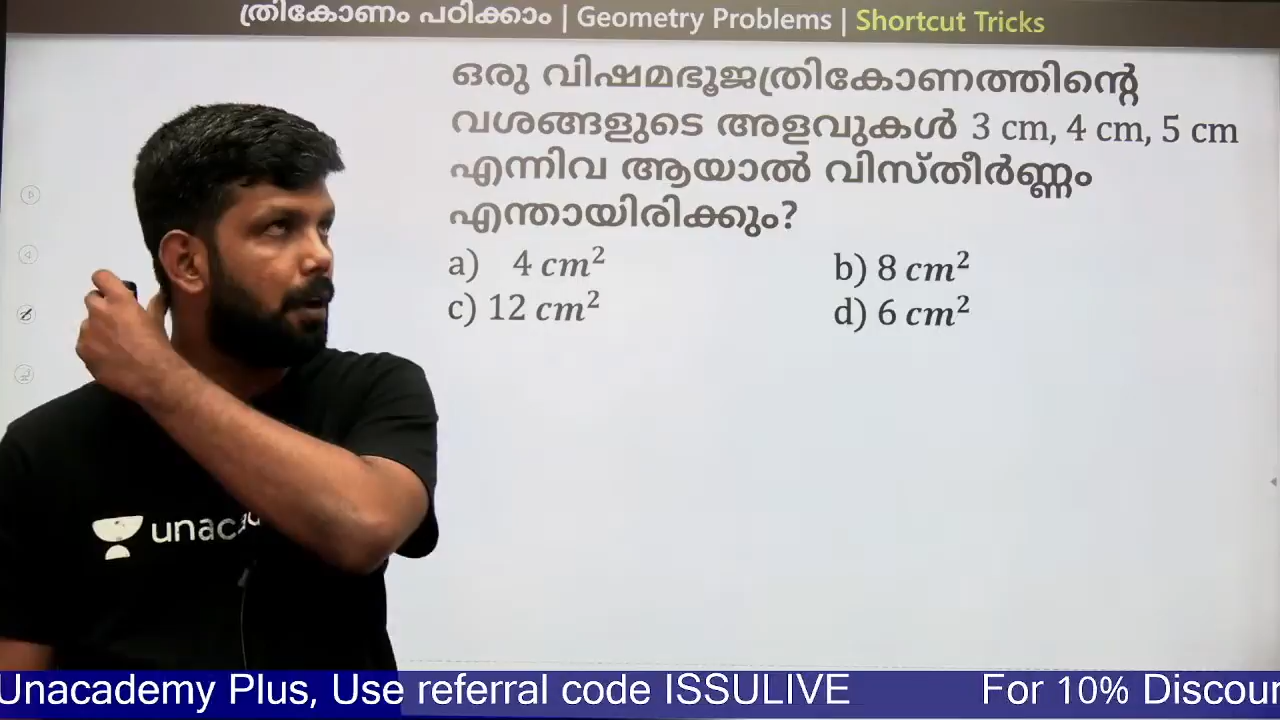 ത്രികോണം പഠിക്കാം | Geometry Problems | Shortcut Tricks
ഒരു വിഷമഭൂജത്രികോണത്തിന്റെ
വശങ്ങളുടെ അളവുകൾ 3 cm, 4 cm, 5 cm
എന്നിവ ആയാൽ വിസ്തീർണ്ണം
എന്തായിരിക്കും?
a) 4 cm² b) 8 cm²
c) 12 cm² d) 6 cm²
Unacademy Plus, Use referral code ISSULIVE For 10% Discour